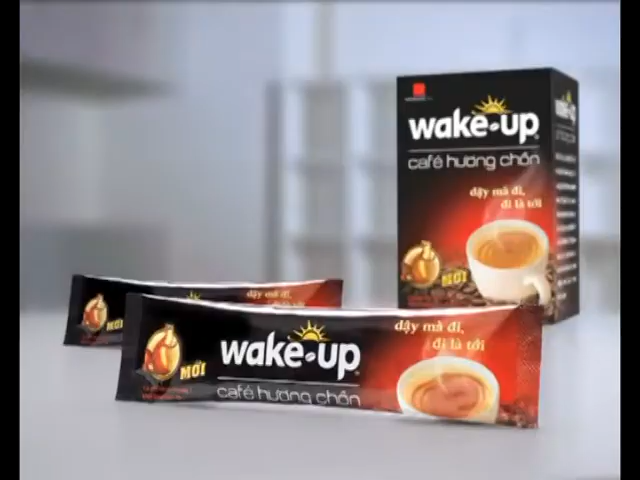 wake-up
café hương chồn
dậy mà đi,
đi là tới
MỚI
dậy mà đi,
MỚI
dậy mà đi,
đi là tới
wake-up
MỚI
café hương chồn